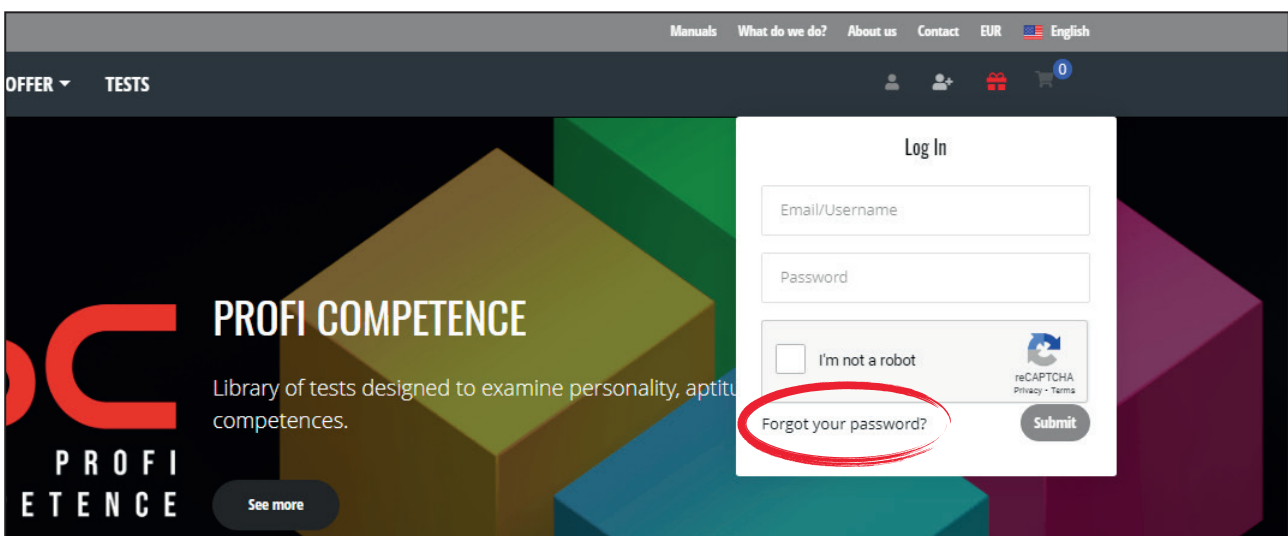 Manuals What do we do? About us Contact EUR English
OFFER TESTS
0
Log In
Email/Username
Password
I'm not a robot
reCAPTCHA
Privacy - Terms
Forgot your password?
Submit
PROFI COMPETENCE
Library of tests designed to examine personality, aptitu
competences.
See more
PROFI
ETENCE